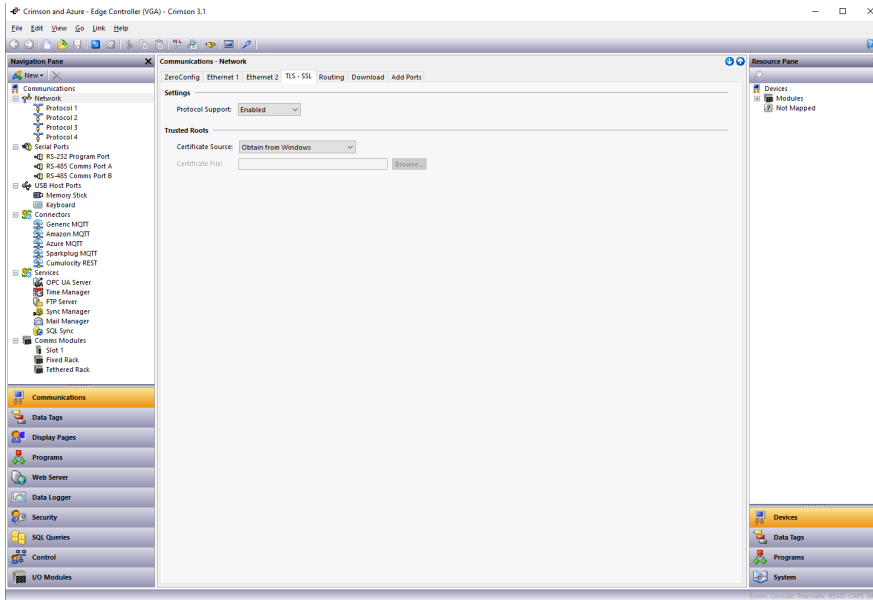 Crimson and Azure - Edge Controller (VGA) - Crimson 3.1
File Edit View Go Link Help
Navigation Pane
New
Communications
Network
Protocol 1
Protocol 2
Protocol 3
Protocol 4
Serial Ports
RS-232 Program Port
RS-485 Comms Port A
RS-485 Comms Port B
USB Host Ports
Memory Stick
Keyboard
Connectors
Generic MQTT
Amazon MQTT
Azure MQTT
Sparkplug MQTT
Cumulocity REST
Services
OPC UA Server
Time Manager
FTP Server
Sync Manager
Mail Manager
SQL Sync
Comms Modules
Slot 1
Fixed Rack
Tethered Rack
Communications
Data Tags
Display Pages
Programs
Web Server
Data Logger
Security
SQL Queries
Control
I/O Modules
Communications - Network
ZeroConfig Ethernet 1 Ethernet 2 TLS - SSL Routing Download Add Ports
Settings
Protocol Support: Enabled
Trusted Roots
Certificate Source: Obtain from Windows
Certificate File: Browse...
Resource Pane
Devices
Modules
Not Mapped
Devices
Data Tags
Programs
System
Errors Circular Translate READ CAPS